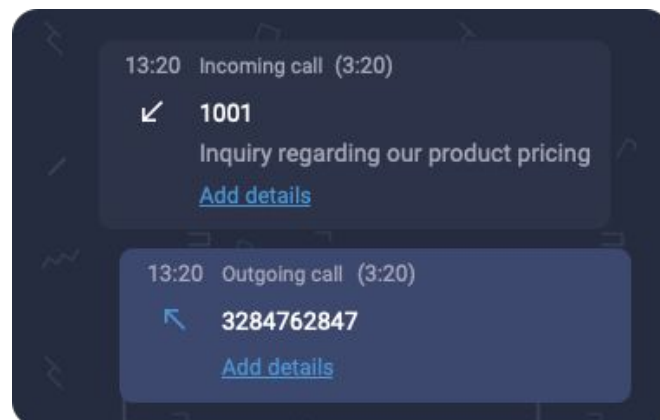 13:20 Incoming call (3:20)
1001
Inquiry regarding our product pricing
Add details
13:20 Outgoing call (3:20)
3284762847
Add details